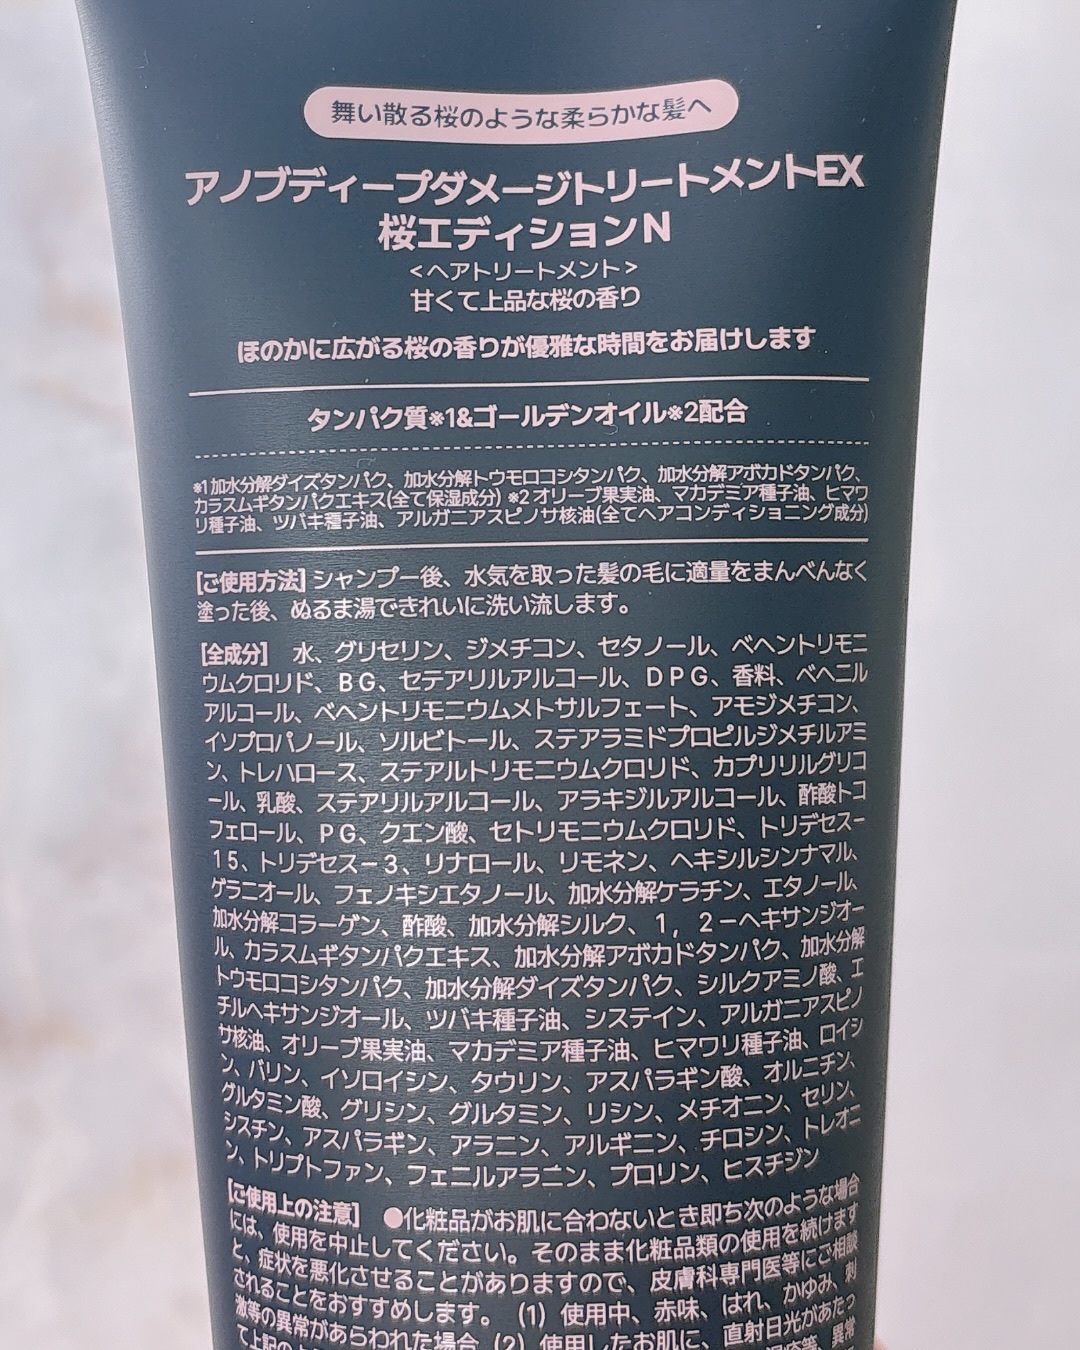 舞い散る桜のような柔らかな髪へ
アノブディープダメージトリートメントEX
桜エディションN
<ヘアトリートメント>
甘くて上品な桜の香り
ほのかに広がる桜の香りが優雅な時間をお届けします
タンパク質※1&ゴールデンオイル※2配合
※1加水分解ダイズタンパク、加水分解トウモロコシタンパク、加水分解アボカドタンパク、
カラスムギタンパクエキス(全て保湿成分) ※2オリーブ果実油、マカデミア種子油、ヒマワ
リ種子油、ツバキ種子油、アルガニアスピノサ核油(全てヘアコンディショニング成分)
[ご使用方法] シャンプー後、水気を取った髪の毛に適量をまんべんなく
塗った後、ぬるま湯できれいに洗い流します。
[全成分] 水、グリセリン、ジメチコン、セタノール、ベヘントリモニ
ウムクロリド、BG、セテアリルアルコール、DPG、香料、ベヘニル
アルコール、ベヘントリモニウムメトサルフェート、アモジメチコン、
イソプロパノール、ソルビトール、ステアラミドプロピルジメチルアミ
ン、トレハロース、ステアルトリモニウムクロリド、カプリリルグリコ
ール、乳酸、ステアリルアルコール、アラキジルアルコール、酢酸トコ
フェロール、PG、クエン酸、セトリモニウムクロリド、トリデセス-
15、トリデセス-3、リナロール、リモネン、ヘキシルシンナマル、
ゲラニオール、フェノキシエタノール、加水分解ケラチン、エタノール、
加水分解コラーゲン、酢酸、加水分解シルク、1,2-ヘキサンジオー
ル、カラスムギタンパクエキス、加水分解アボカドタンパク、加水分解
トウモロコシタンパク、加水分解ダイズタンパク、シルクアミノ酸、エ
チルヘキサンジオール、ツバキ種子油、システイン、アルガニアスピノ
サ核油、オリーブ果実油、マカデミア種子油、ヒマワリ種子油、ロイシ
ン、バリン、イソロイシン、タウリン、アスパラギン酸、オルニチン、
グルタミン酸、グリシン、グルタミン、リシン、メチオニン、セリン、
シスチン、アスパラギン、アラニン、アルギニン、チロシン、トレオニ
ン、トリプトファン、フェニルアラニン、プロリン、ヒスチジン
[ご使用上の注意] ●化粧品がお肌に合わないとき即ち次のような場合
には、使用を中止してください。そのまま化粧品類の使用を続けます
と、症状を悪化させることがありますので、皮膚科専門医等にご相談
されることをおすすめします。(1) 使用中、赤味、はれ、かゆみ、刺
激等の異常があらわれた場合 (2) 使用したお肌に、直射日光があたっ
て上記の